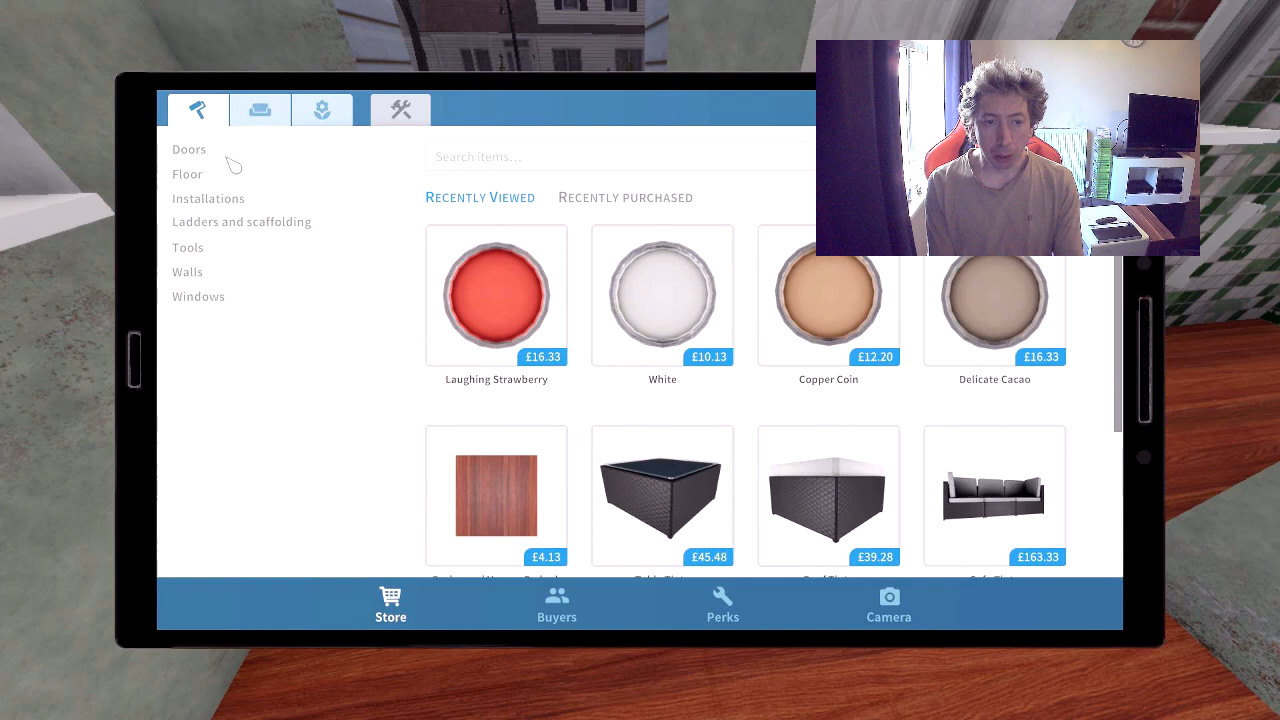 Doors
Floor
Installations
Ladders and scaffolding
Tools
Walls
Windows
Search items...
Recently Viewed Recently purchased
£16.33 £10.13 £12.20 £16.33
Laughing Strawberry White Copper Coin Delicate Cacao
£4.13 £45.48 £39.28 £163.33
Store Buyers Perks Camera